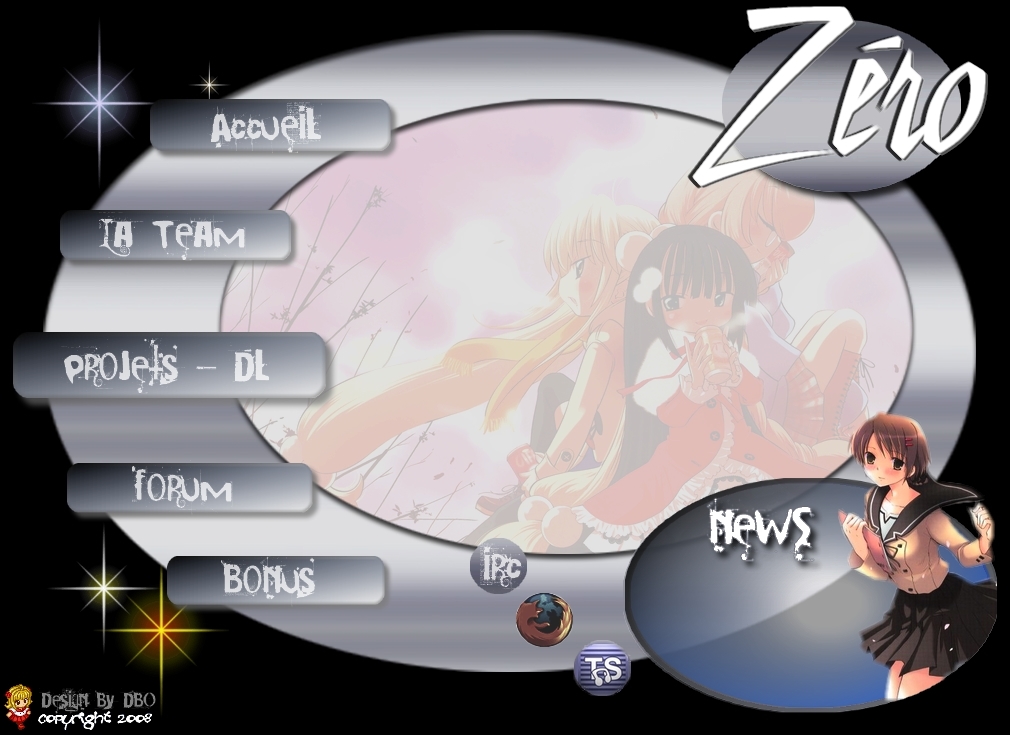 Zéro
Accueil
La Team
Projets - DL
Forum
Bonus
News
IRC
TS
Design By DBO
copyright 2008